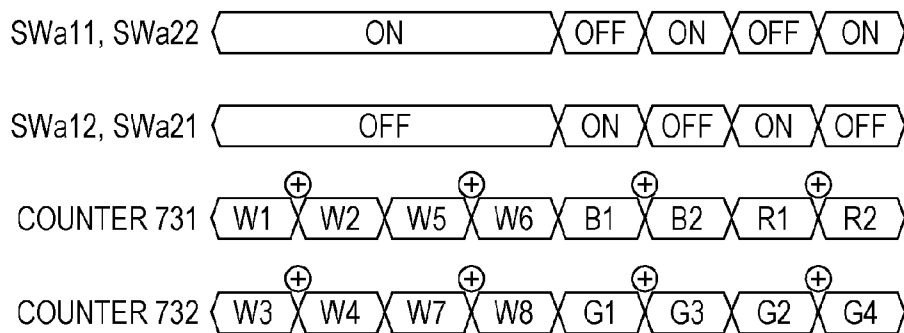 SWa11, SWa22 ON OFF ON OFF ON
SWa12, SWa21 OFF ON OFF ON OFF
+ + + +
COUNTER 731 W1 W2 W5 W6 B1 B2 R1 R2
+ + + +
COUNTER 732 W3 W4 W7 W8 G1 G3 G2 G4